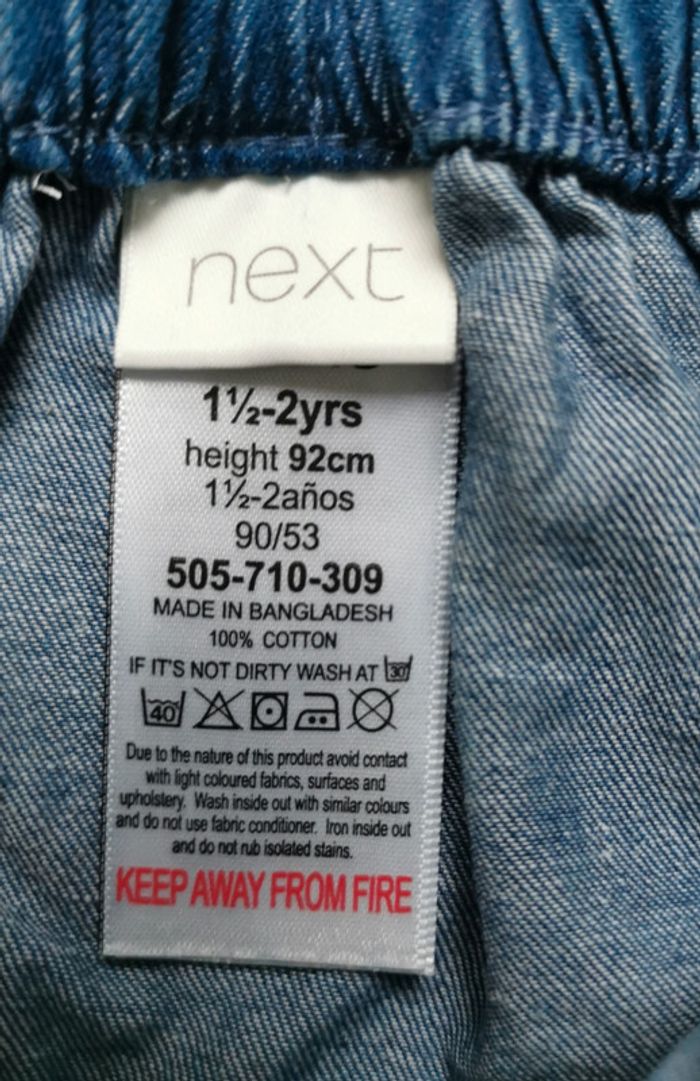 next
1½-2yrs
height 92cm
1½-2años
90/53
505-710-309
MADE IN BANGLADESH
100% COTTON
IF IT'S NOT DIRTY WASH AT 30
40
Due to the nature of this product avoid contact
with light coloured fabrics, surfaces and
upholstery. Wash inside out with similar colours
and do not use fabric conditioner. Iron inside out
and do not rub isolated stains.
KEEP AWAY FROM FIRE